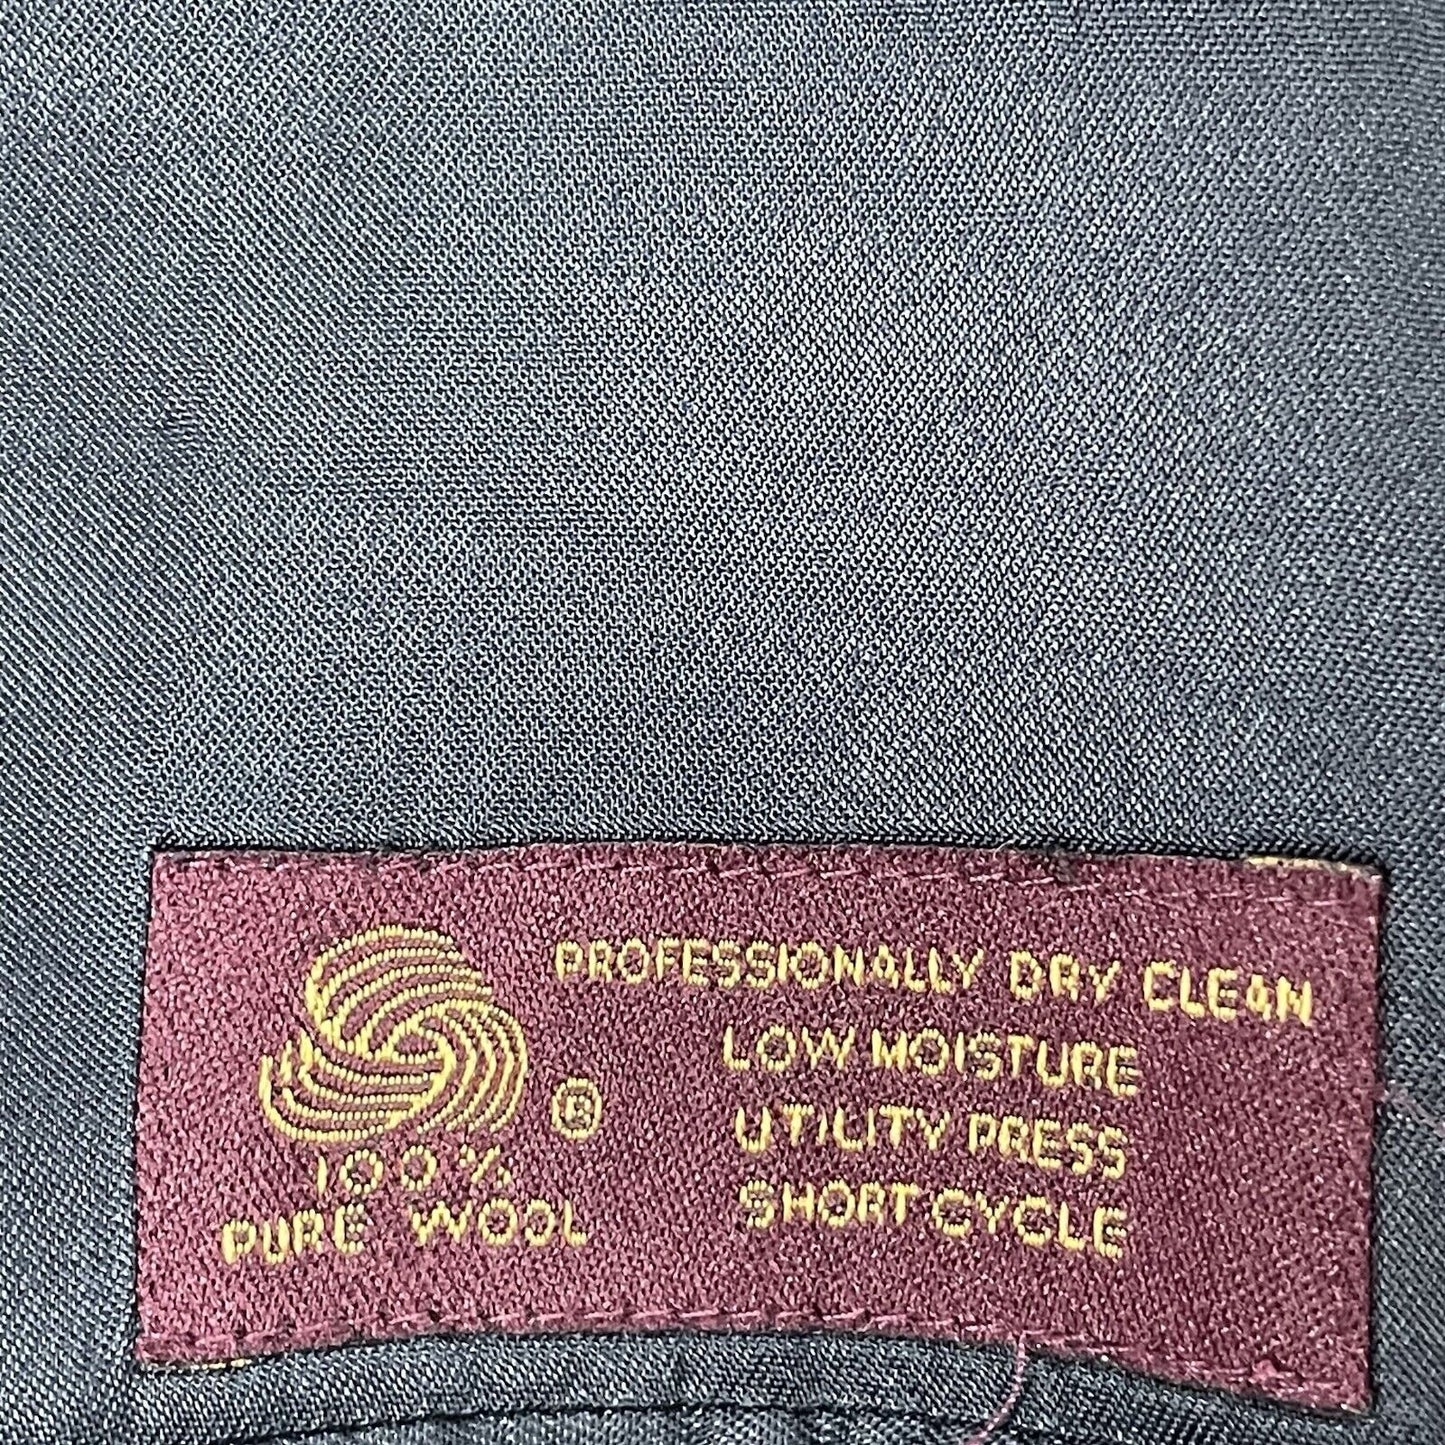 PROFESSIONALLY DRY CLEAN
LOW MOISTURE
UTILITY PRESS
SHORT CYCLE
®
100%
PURE WOOL